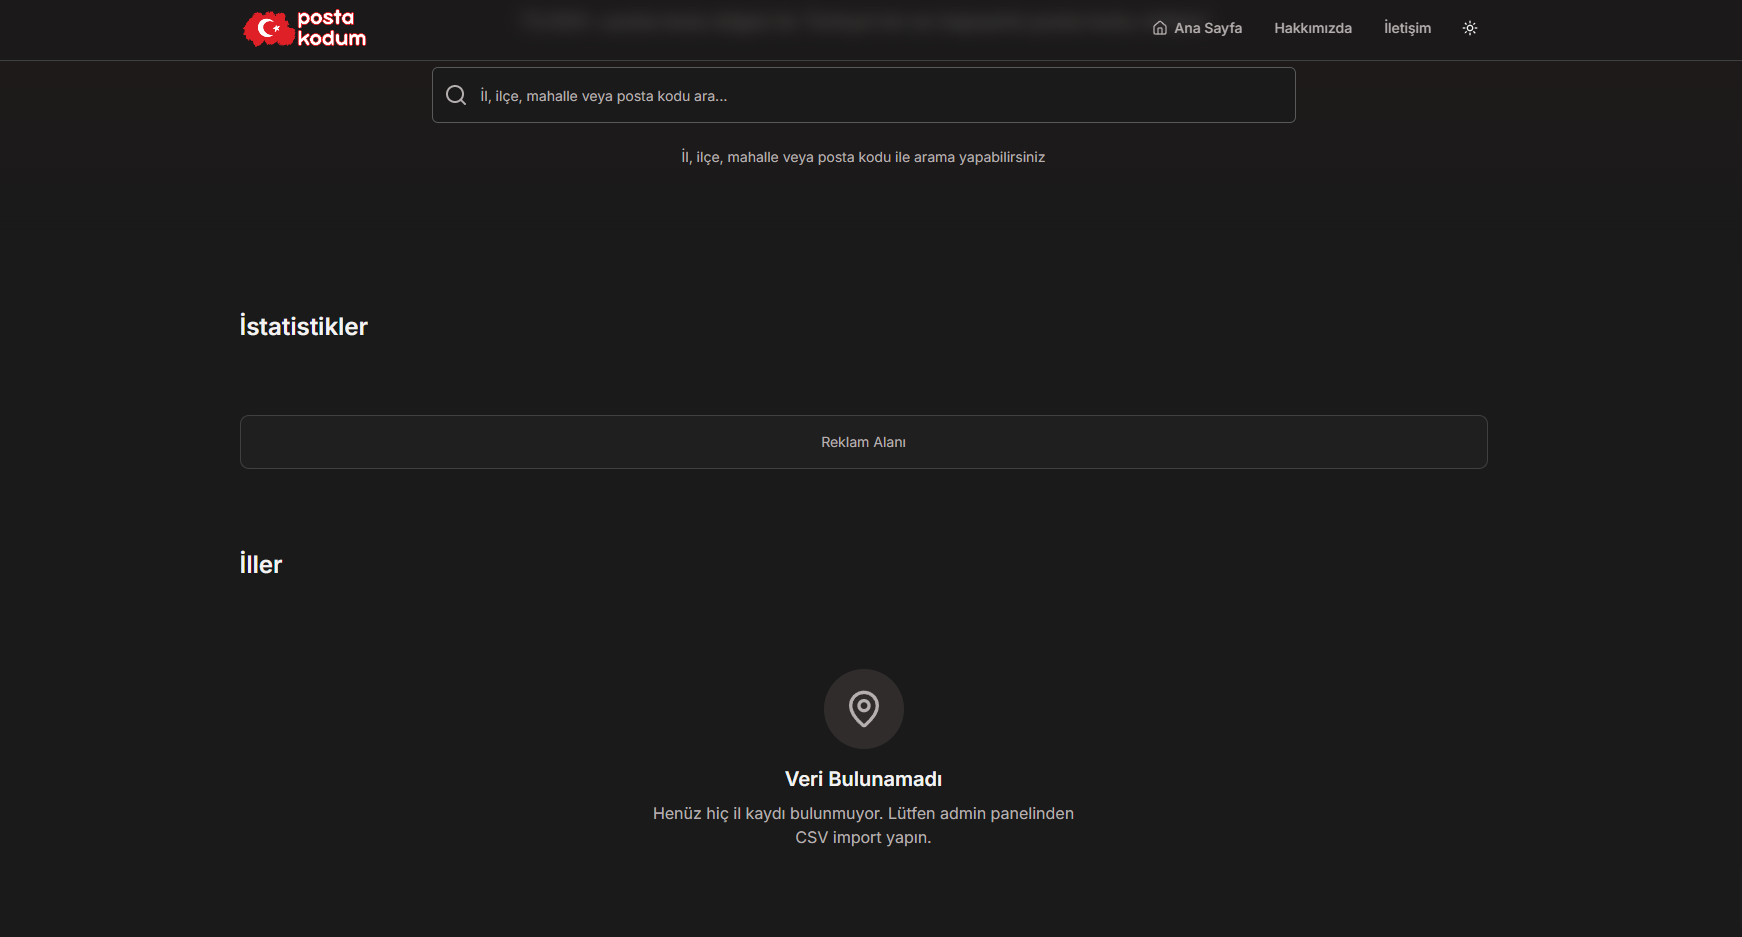 posta
kodum
Ana Sayfa
Hakkımızda
İletişim
İl, ilçe, mahalle veya posta kodu ara...
İl, ilçe, mahalle veya posta kodu ile arama yapabilirsiniz
İstatistikler
Reklam Alanı
İller
Veri Bulunamadı
Henüz hiç il kaydı bulunmuyor. Lütfen admin panelinden
CSV import yapın.